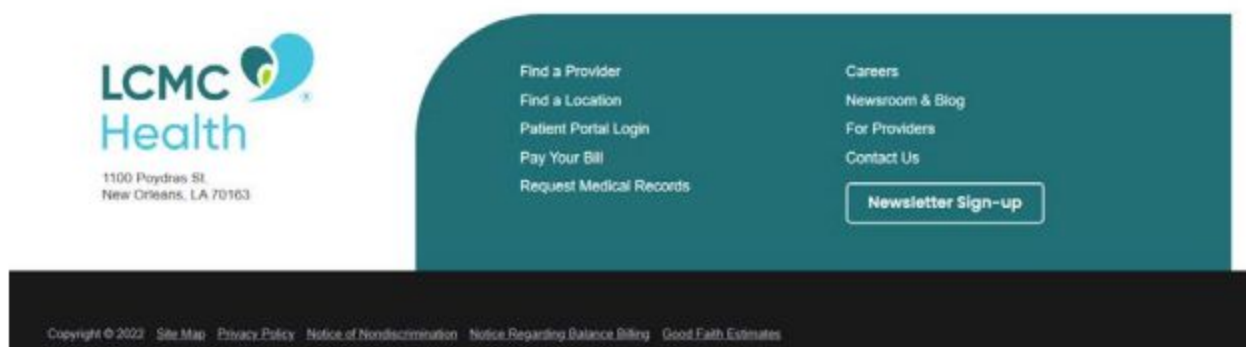 LCMC
Health
®
1100 Poydras St.
New Orleans, LA 70163
Find a Provider
Find a Location
Patient Portal Login
Pay Your Bill
Request Medical Records
Careers
Newsroom & Blog
For Providers
Contact Us
Newsletter Sign-up
Copyright © 2022 Site Map Privacy Policy Notice of Nondiscrimination Notice Regarding Balance Billing Good Faith Estimates